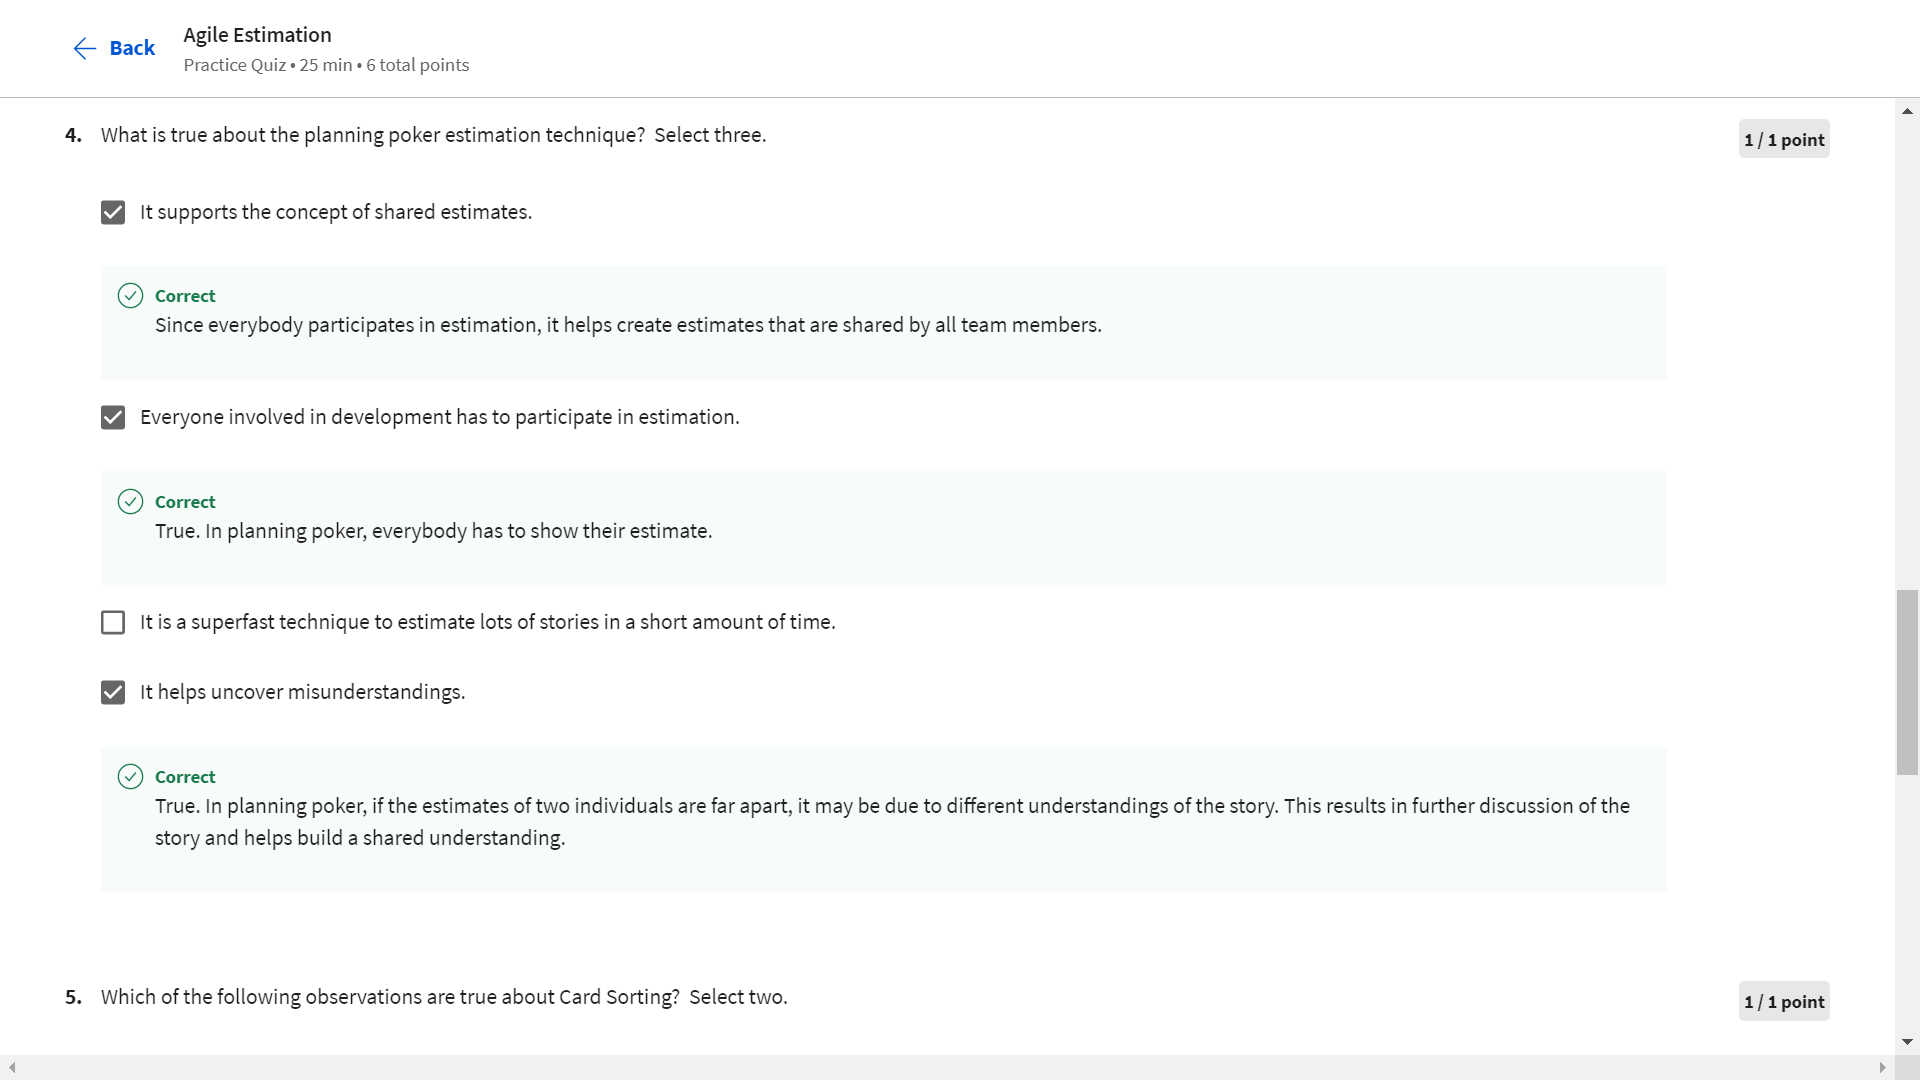 Back
Agile Estimation
Practice Quiz • 25 min • 6 total points
4. What is true about the planning poker estimation technique?  Select three.
1 / 1 point
It supports the concept of shared estimates.
Correct
Since everybody participates in estimation, it helps create estimates that are shared by all team members.
Everyone involved in development has to participate in estimation.
Correct
True. In planning poker, everybody has to show their estimate.
It is a superfast technique to estimate lots of stories in a short amount of time.
It helps uncover misunderstandings.
Correct
True. In planning poker, if the estimates of two individuals are far apart, it may be due to different understandings of the story. This results in further discussion of the
story and helps build a shared understanding.
5. Which of the following observations are true about Card Sorting?  Select two.
1 / 1 point